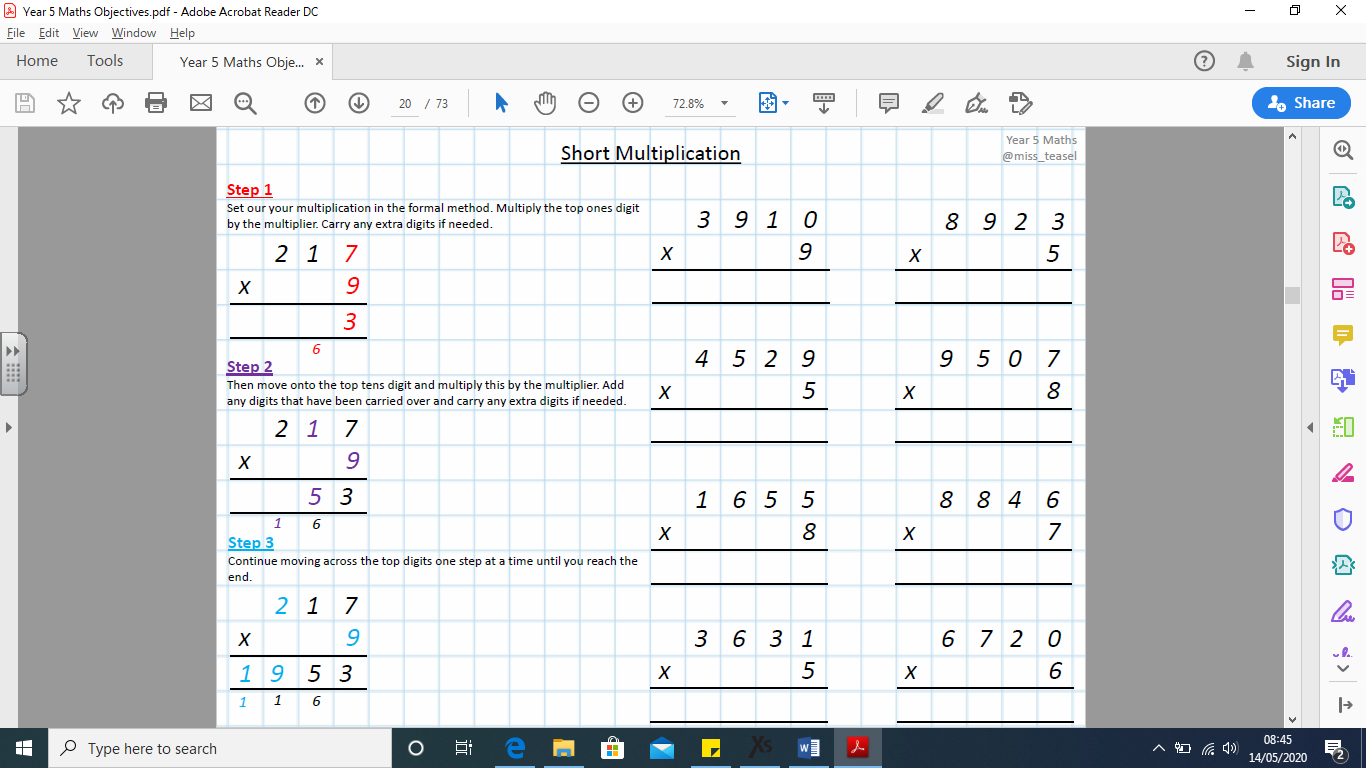 Year 5 Maths Objectives.pdf - Adobe Acrobat Reader DC
File Edit View Window Help
Home Tools Year 5 Maths Obje... ×
Sign In
20 / 73
72.8%
Share
Short Multiplication
Year 5 Maths
@miss_teasel
Step 1
Set our your multiplication in the formal method. Multiply the top ones digit
by the multiplier. Carry any extra digits if needed.
2 1 7
x 9
3
6
Step 2
Then move onto the top tens digit and multiply this by the multiplier. Add
any digits that have been carried over and carry any extra digits if needed.
2 1 7
x 9
5 3
1 6
Step 3
Continue moving across the top digits one step at a time until you reach the
end.
2 1 7
x 9
1 9 5 3
1 1 6
3 9 1 0
x 9
8 9 2 3
x 5
4 5 2 9
x 5
9 5 0 7
x 8
1 6 5 5
x 8
8 8 4 6
x 7
3 6 3 1
x 5
6 7 2 0
x 6
Type here to search
08:45
14/05/2020
2